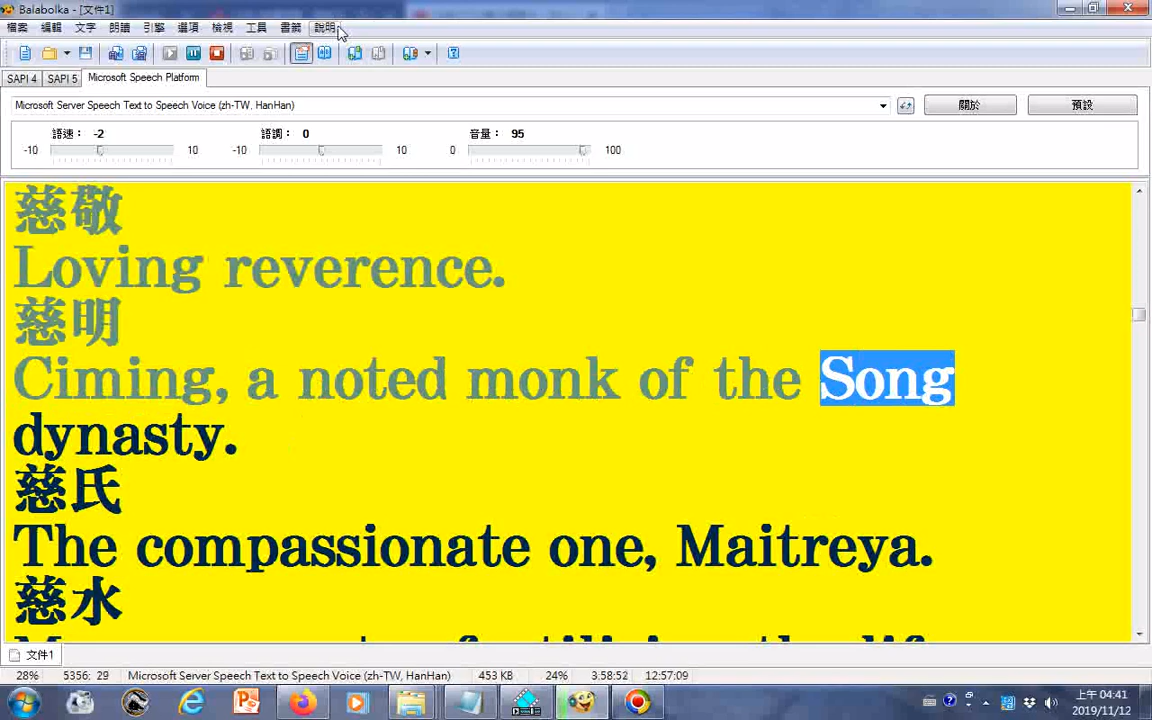 Balabolka - [文件1]
檔案 編輯 文字 朗讀 引擎 選項 檢視 工具 書籤 說明
SAPI 4 SAPI 5 Microsoft Speech Platform
Microsoft Server Speech Text to Speech Voice (zh-TW, HanHan) 關於 預設
語速： -2 語調： 0 音量： 95
-10 10 -10 10 0 100
慈敬
Loving reverence.
慈明
Ciming, a noted monk of the Song
dynasty.
慈氏
The compassionate one, Maitreya.
慈水
文件1
28% 5356: 29 Microsoft Server Speech Text to Speech Voice (zh-TW, HanHan) 453 KB 24% 3:58:52 12:57:09
上午 04:41
2019/11/12